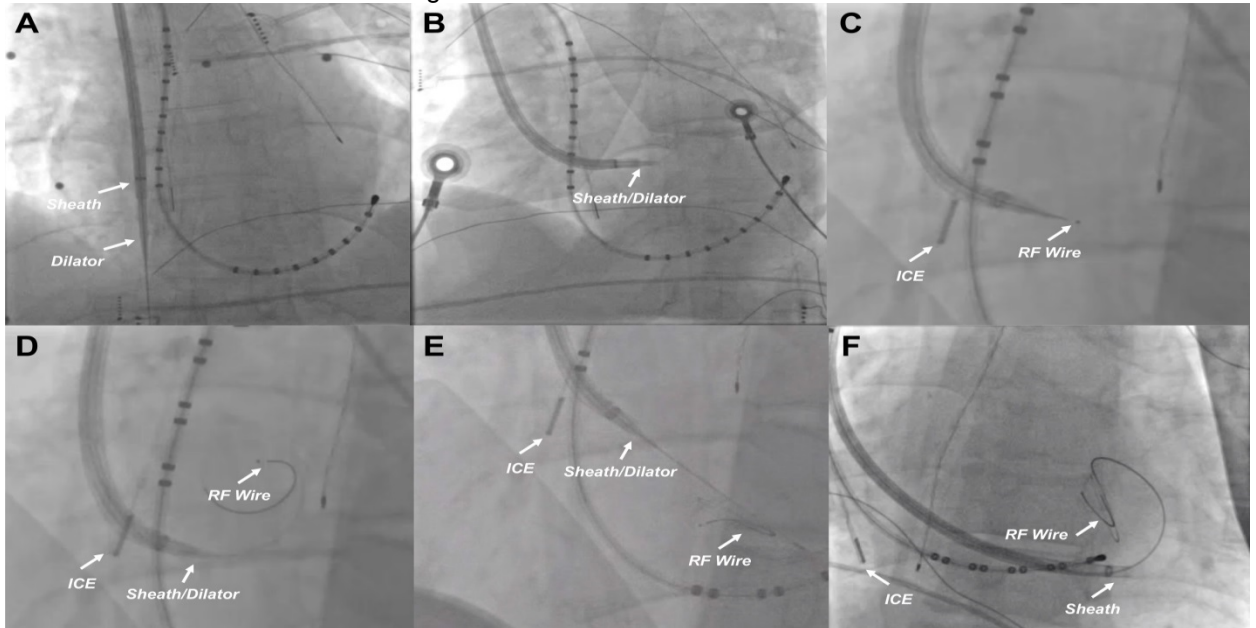 A
B
C
Sheath
Dilator
Sheath/Dilator
ICE
RF Wire
D
E
F
RF Wire
ICE
Sheath/Dilator
ICE
Sheath/Dilator
RF Wire
RF Wire
ICE
Sheath